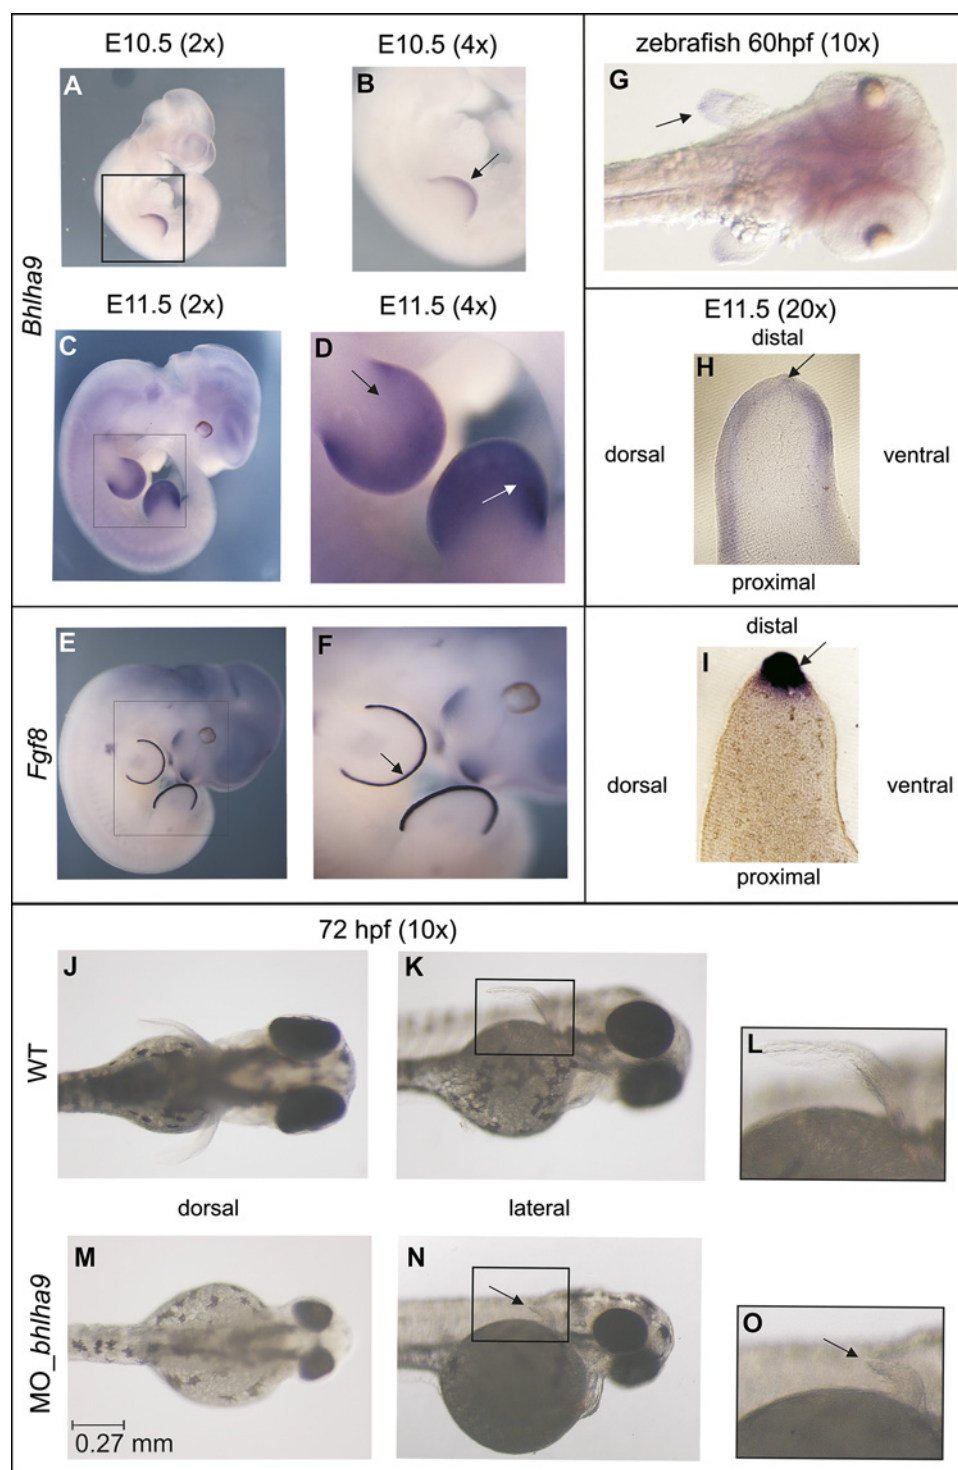 E10.5 (2x)
E10.5 (4x)
zebrafish 60hpf (10x)
A
B
G
Bhlha9
E11.5 (2x)
E11.5 (4x)
C
D
E11.5 (20x)
distal
H
dorsal
ventral
proximal
Fgf8
E
F
distal
I
dorsal
ventral
proximal
72 hpf (10x)
WT
J
K
L
dorsal
lateral
MO_bhlha9
M
N
O
0.27 mm